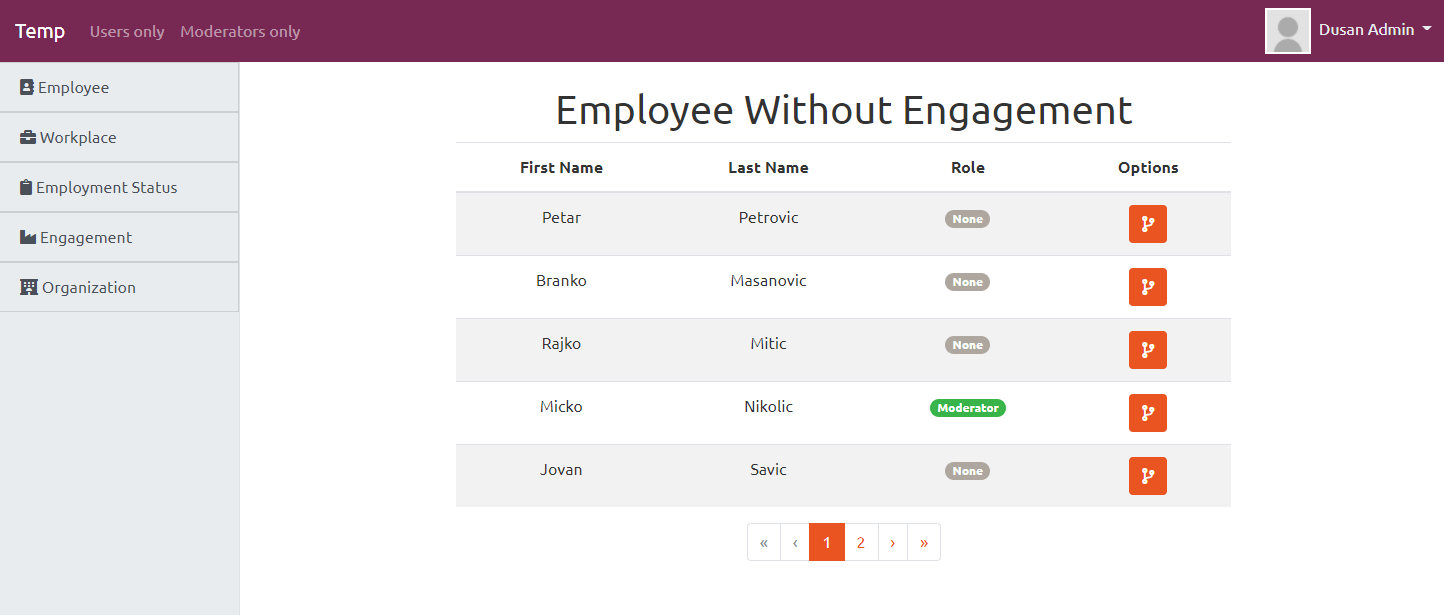 Temp Users only Moderators only Dusan Admin
Employee
Workplace
Employment Status
Engagement
Organization
Employee Without Engagement
First Name Last Name Role Options
Petar Petrovic None
Branko Masanovic None
Rajko Mitic None
Micko Nikolic Moderator
Jovan Savic None
« ‹ 1 2 › »